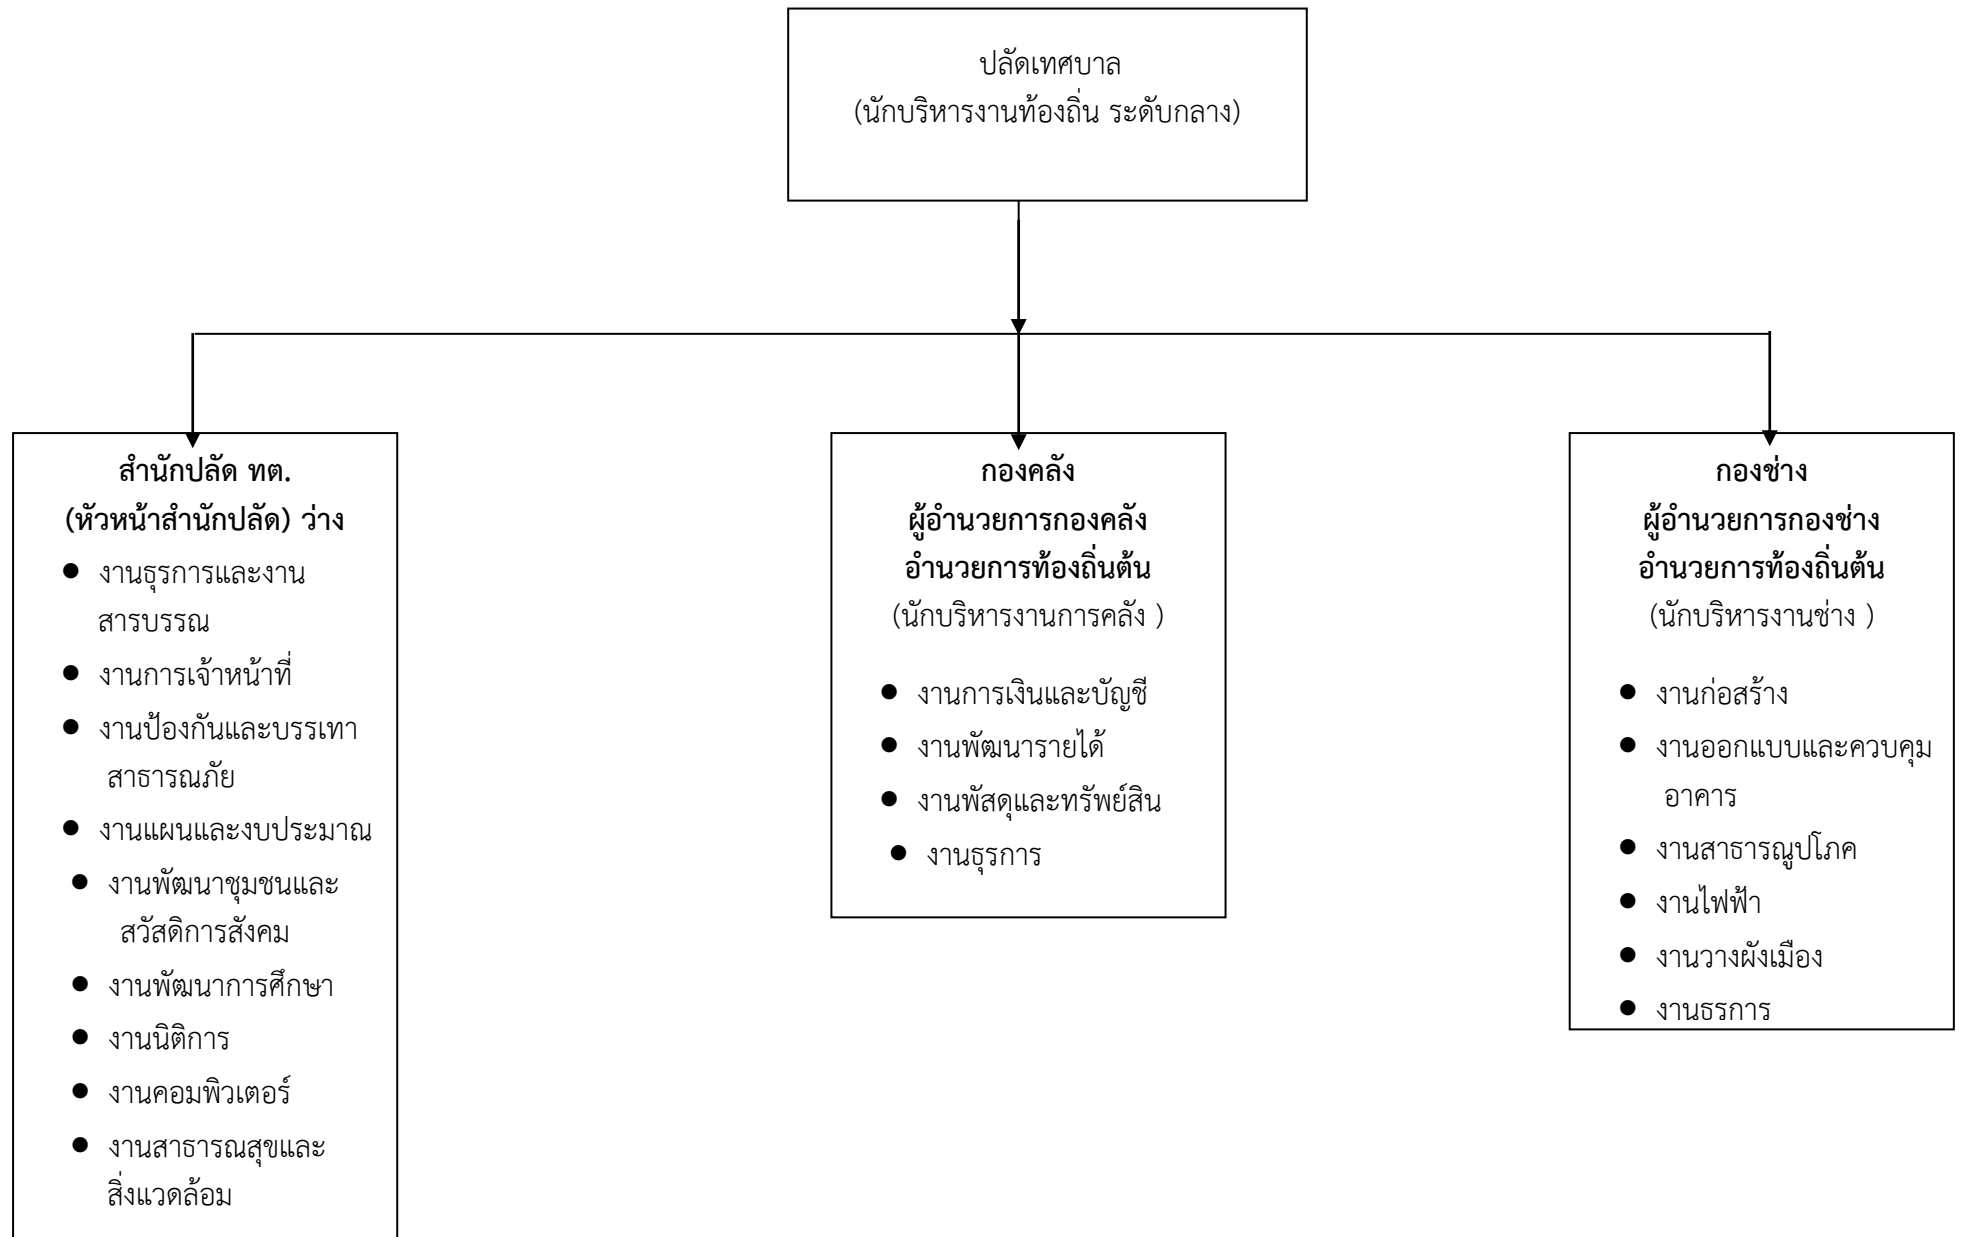 ปลัดเทศบาล
(นักบริหารงานท้องถิ่น ระดับกลาง)
สำนักปลัด ทต.
(หัวหน้าสำนักปลัด) ว่าง
● งานธุรการและงาน
สารบรรณ
● งานการเจ้าหน้าที่
● งานป้องกันและบรรเทา
สาธารณภัย
● งานแผนและงบประมาณ
● งานพัฒนาชุมชนและ
สวัสดิการสังคม
● งานพัฒนาการศึกษา
● งานนิติการ
● งานคอมพิวเตอร์
● งานสาธารณสุขและ
สิ่งแวดล้อม
กองคลัง
ผู้อำนวยการกองคลัง
อำนวยการท้องถิ่นต้น
(นักบริหารงานการคลัง )
● งานการเงินและบัญชี
● งานพัฒนารายได้
● งานพัสดุและทรัพย์สิน
● งานธุรการ
กองช่าง
ผู้อำนวยการกองช่าง
อำนวยการท้องถิ่นต้น
(นักบริหารงานช่าง )
● งานก่อสร้าง
● งานออกแบบและควบคุม
อาคาร
● งานสาธารณูปโภค
● งานไฟฟ้า
● งานวางผังเมือง
● งานธรการ